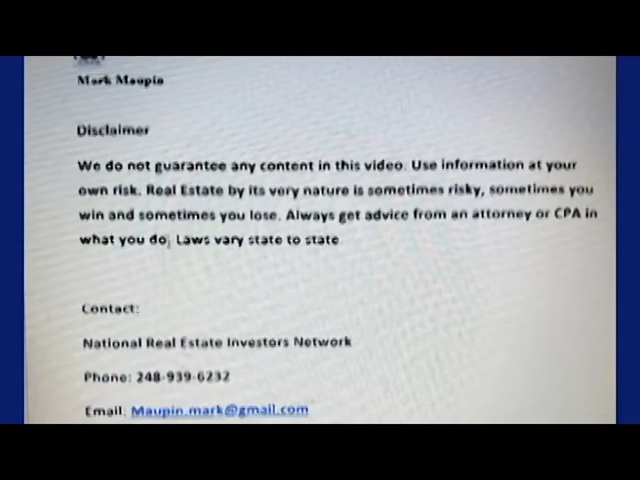 Mark Maupin
Disclaimer
We do not guarantee any content in this video. Use information at your
own risk. Real Estate by its very nature is sometimes risky, sometimes you
win and sometimes you lose. Always get advice from an attorney or CPA in
what you do; Laws vary state to state
Contact:
National Real Estate Investors Network
Phone: 248-939-6232
Email: Maupin.mark@gmail.com